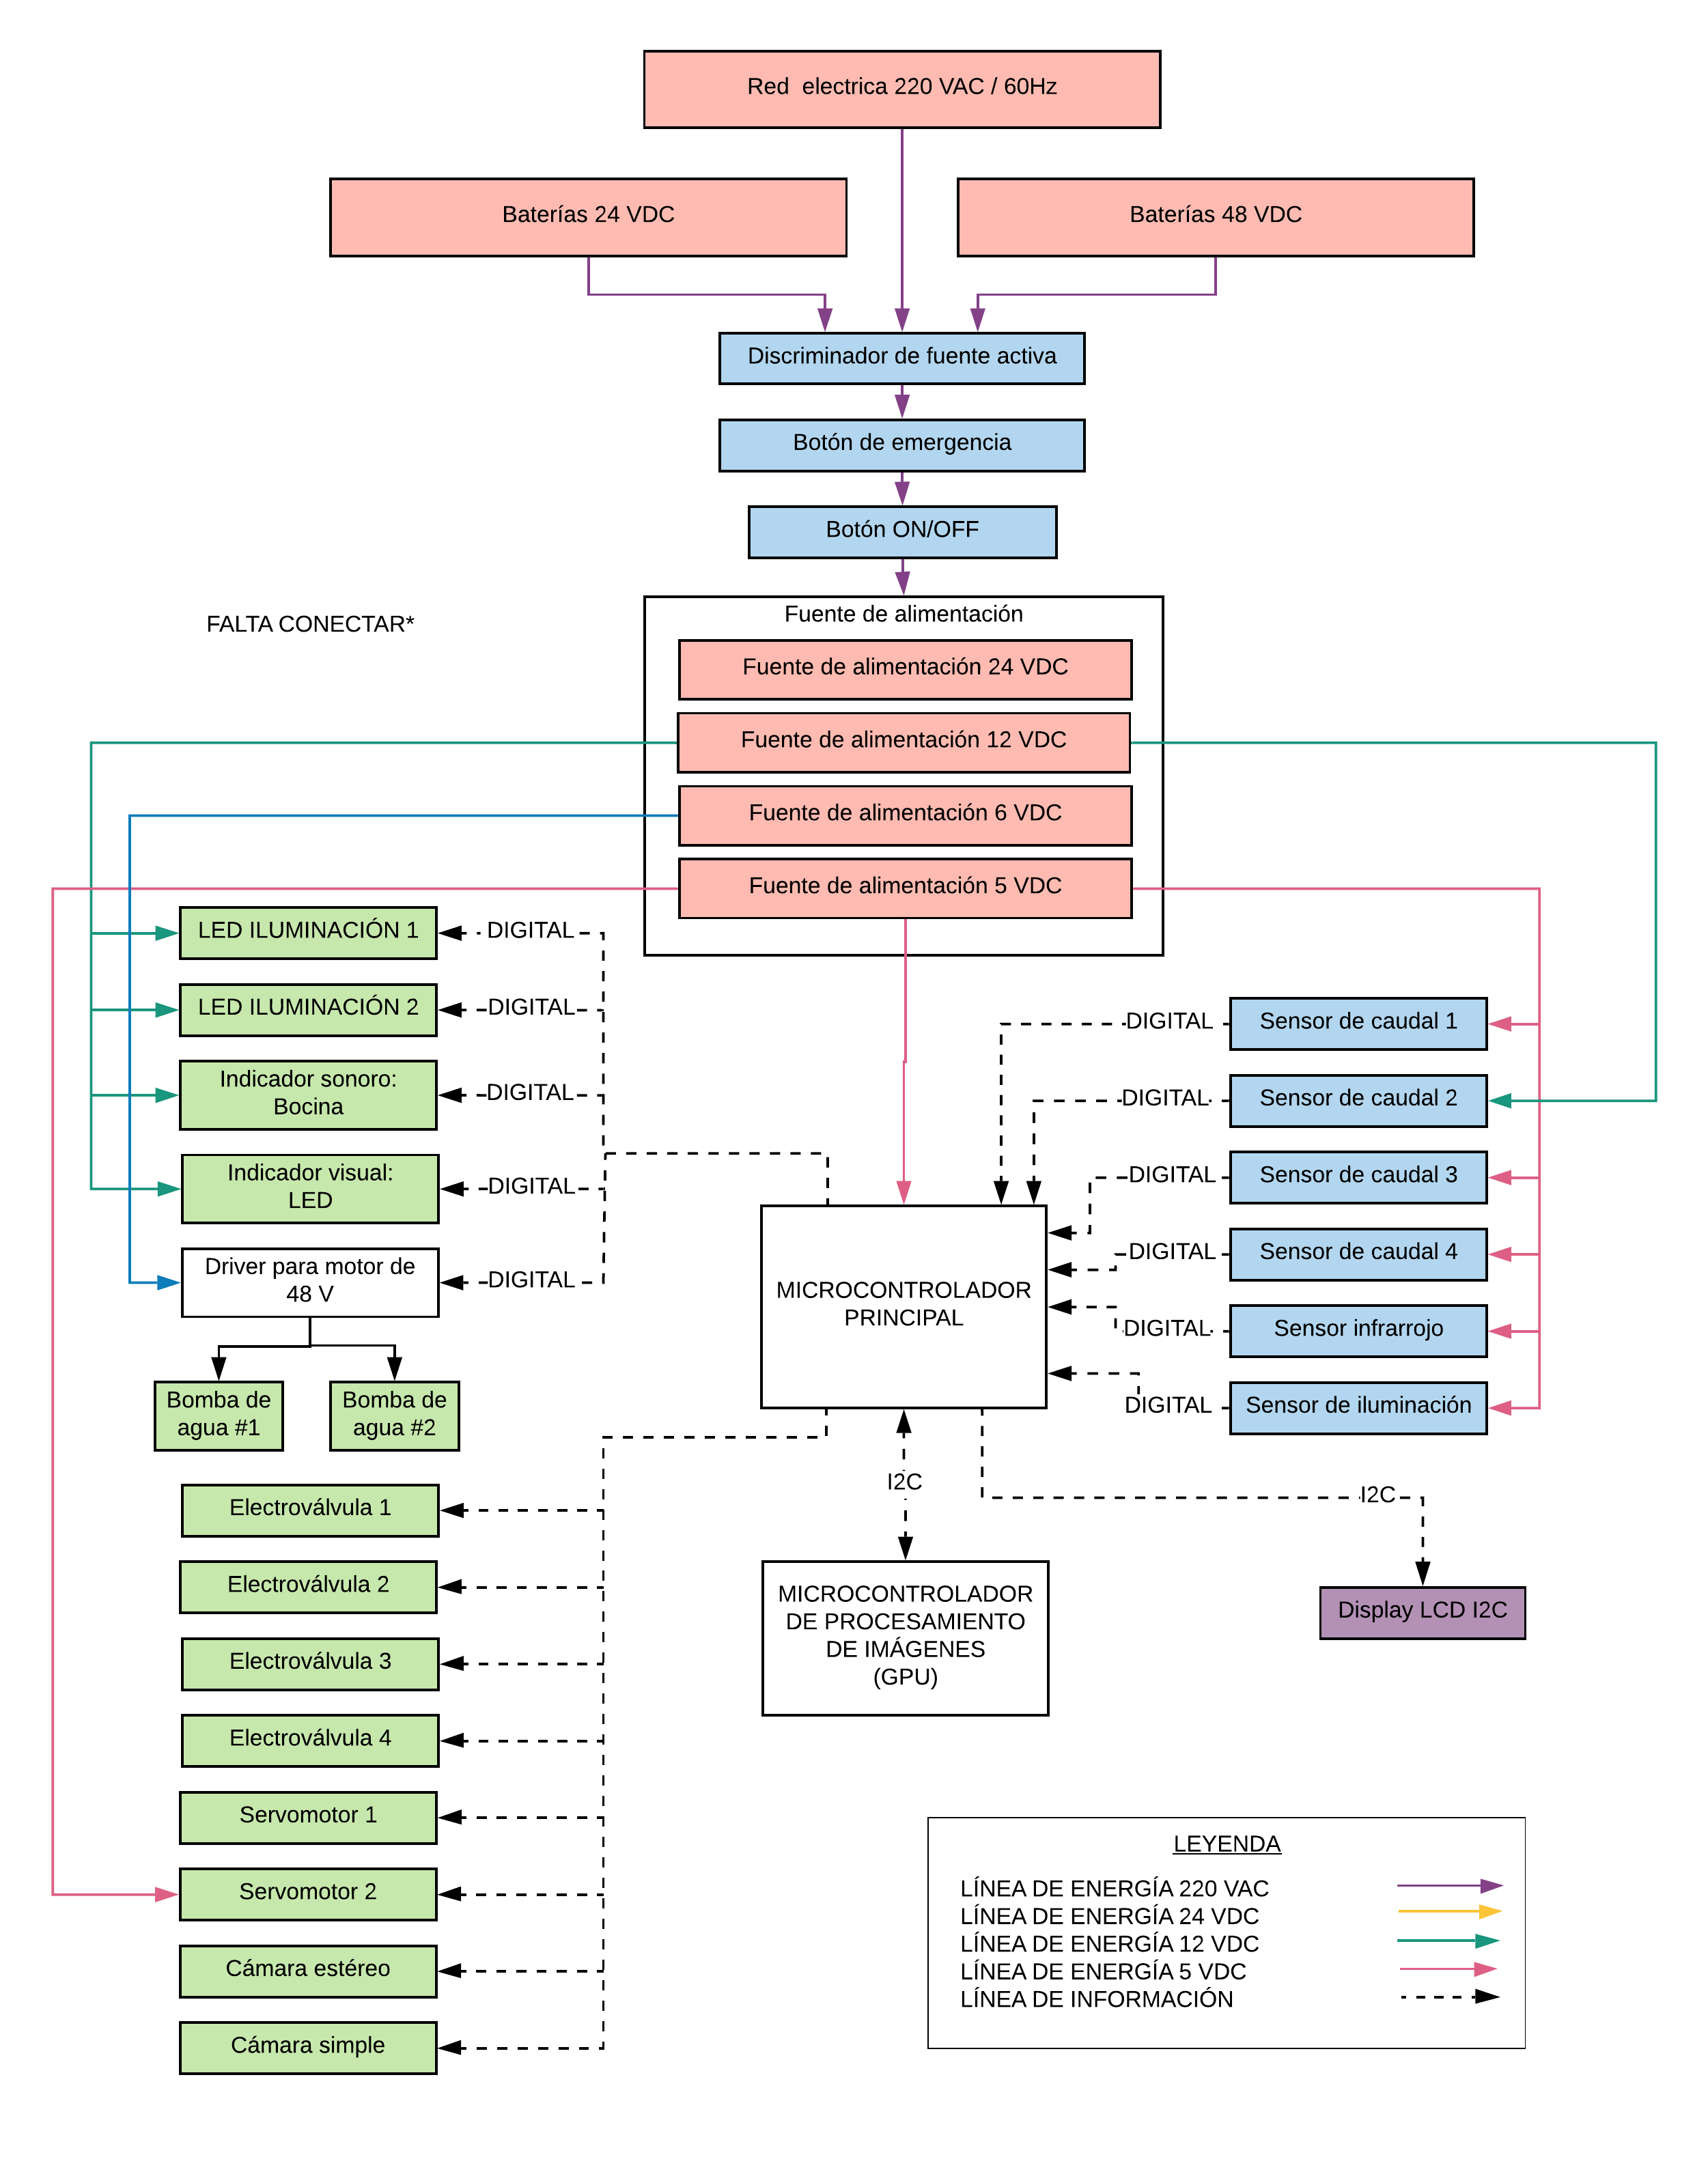 Red  electrica 220 VAC / 60Hz
Baterías 24 VDC
Baterías 48 VDC
Discriminador de fuente activa
Botón de emergencia
Botón ON/OFF
FALTA CONECTAR*
Fuente de alimentación
Fuente de alimentación 24 VDC
Fuente de alimentación 12 VDC
Fuente de alimentación 6 VDC
Fuente de alimentación 5 VDC
LED ILUMINACIÓN 1
DIGITAL
LED ILUMINACIÓN 2
DIGITAL
Indicador sonoro:
Bocina
DIGITAL
Indicador visual:
LED
DIGITAL
Driver para motor de
48 V
DIGITAL
Bomba de
agua #1
Bomba de
agua #2
DIGITAL
Sensor de caudal 1
DIGITAL
Sensor de caudal 2
DIGITAL
Sensor de caudal 3
DIGITAL
Sensor de caudal 4
DIGITAL
Sensor infrarrojo
DIGITAL
Sensor de iluminación
MICROCONTROLADOR
PRINCIPAL
I2C
I2C
MICROCONTROLADOR
DE PROCESAMIENTO
DE IMÁGENES
(GPU)
Display LCD I2C
Electroválvula 1
Electroválvula 2
Electroválvula 3
Electroválvula 4
Servomotor 1
Servomotor 2
Cámara estéreo
Cámara simple
LEYENDA
LÍNEA DE ENERGÍA 220 VAC
LÍNEA DE ENERGÍA 24 VDC
LÍNEA DE ENERGÍA 12 VDC
LÍNEA DE ENERGÍA 5 VDC
LÍNEA DE INFORMACIÓN